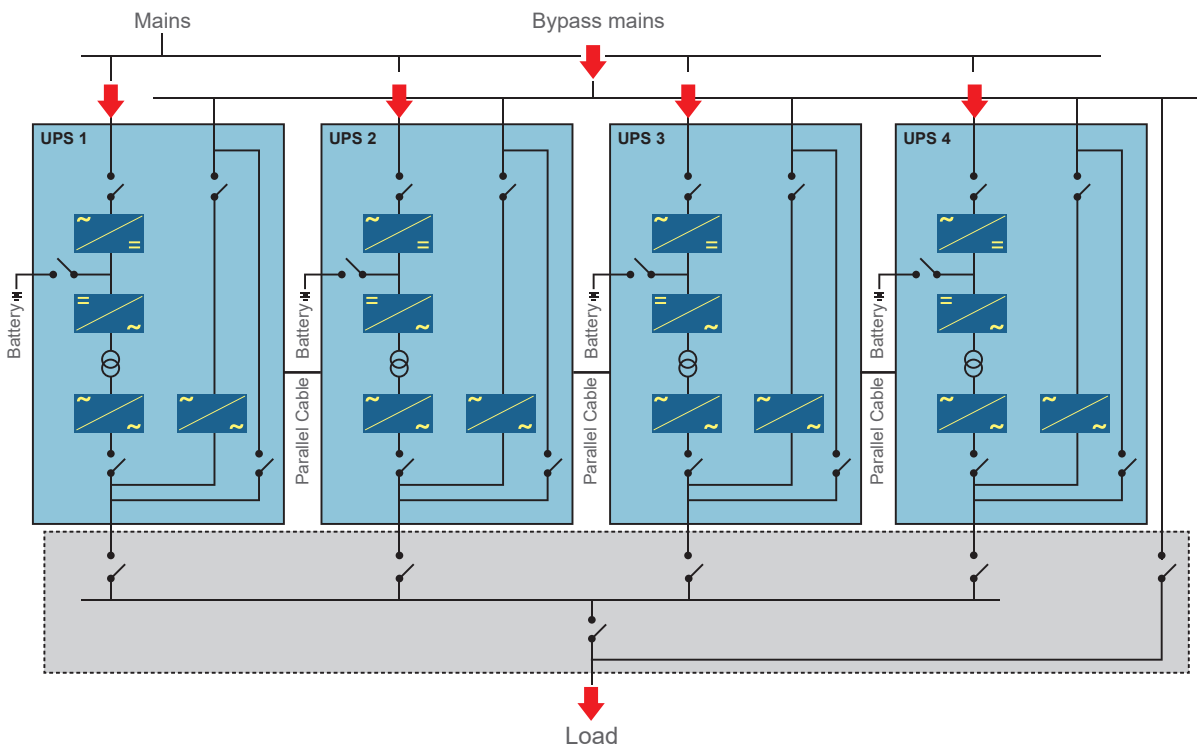 Mains
Bypass mains
UPS 1
UPS 2
UPS 3
UPS 4
Battery
Battery
Battery
Battery
Parallel Cable
Parallel Cable
Parallel Cable
Load